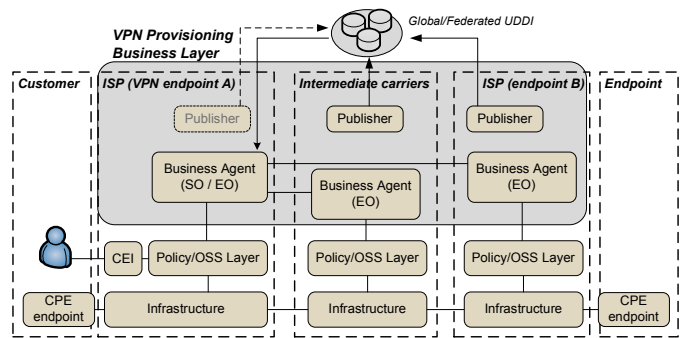 VPN Provisioning
Business Layer
Global/Federated UDDI
Customer
ISP (VPN endpoint A)
Intermediate carriers
ISP (endpoint B)
Endpoint
Publisher
Publisher
Publisher
Business Agent
(SO / EO)
Business Agent
(EO)
Business Agent
(EO)
CEI
Policy/OSS Layer
Policy/OSS Layer
Policy/OSS Layer
CPE
endpoint
Infrastructure
Infrastructure
Infrastructure
CPE
endpoint